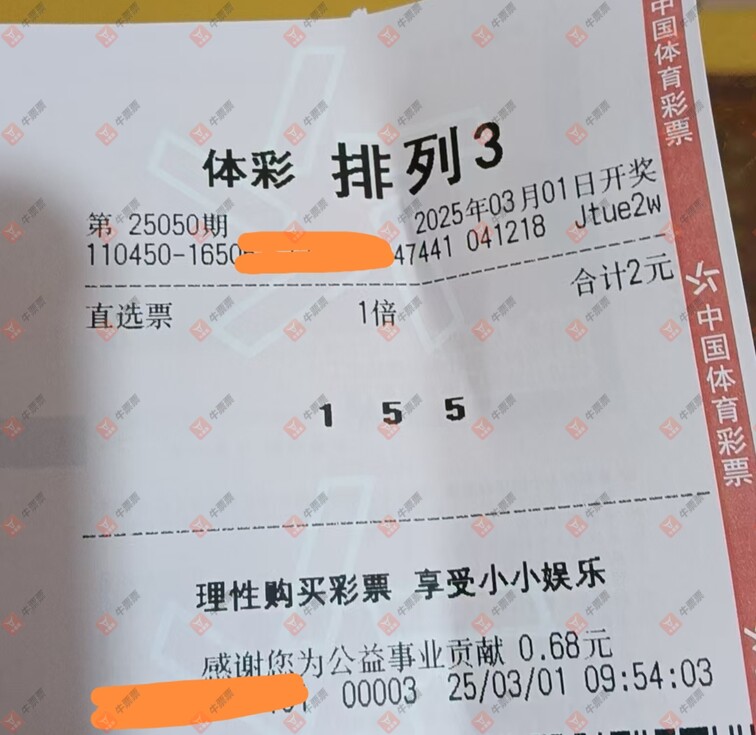 体彩 排列3
第 25050期 2025年03月01日开奖
110450-1650 47441 041218 Jtue2w
直选票 1倍 合计2元
1 5 5
理性购买彩票 享受小小娱乐
感谢您为公益事业贡献 0.68元
00003 25/03/01 09:54:03
中国体育彩票
中国体育彩票
牛票票